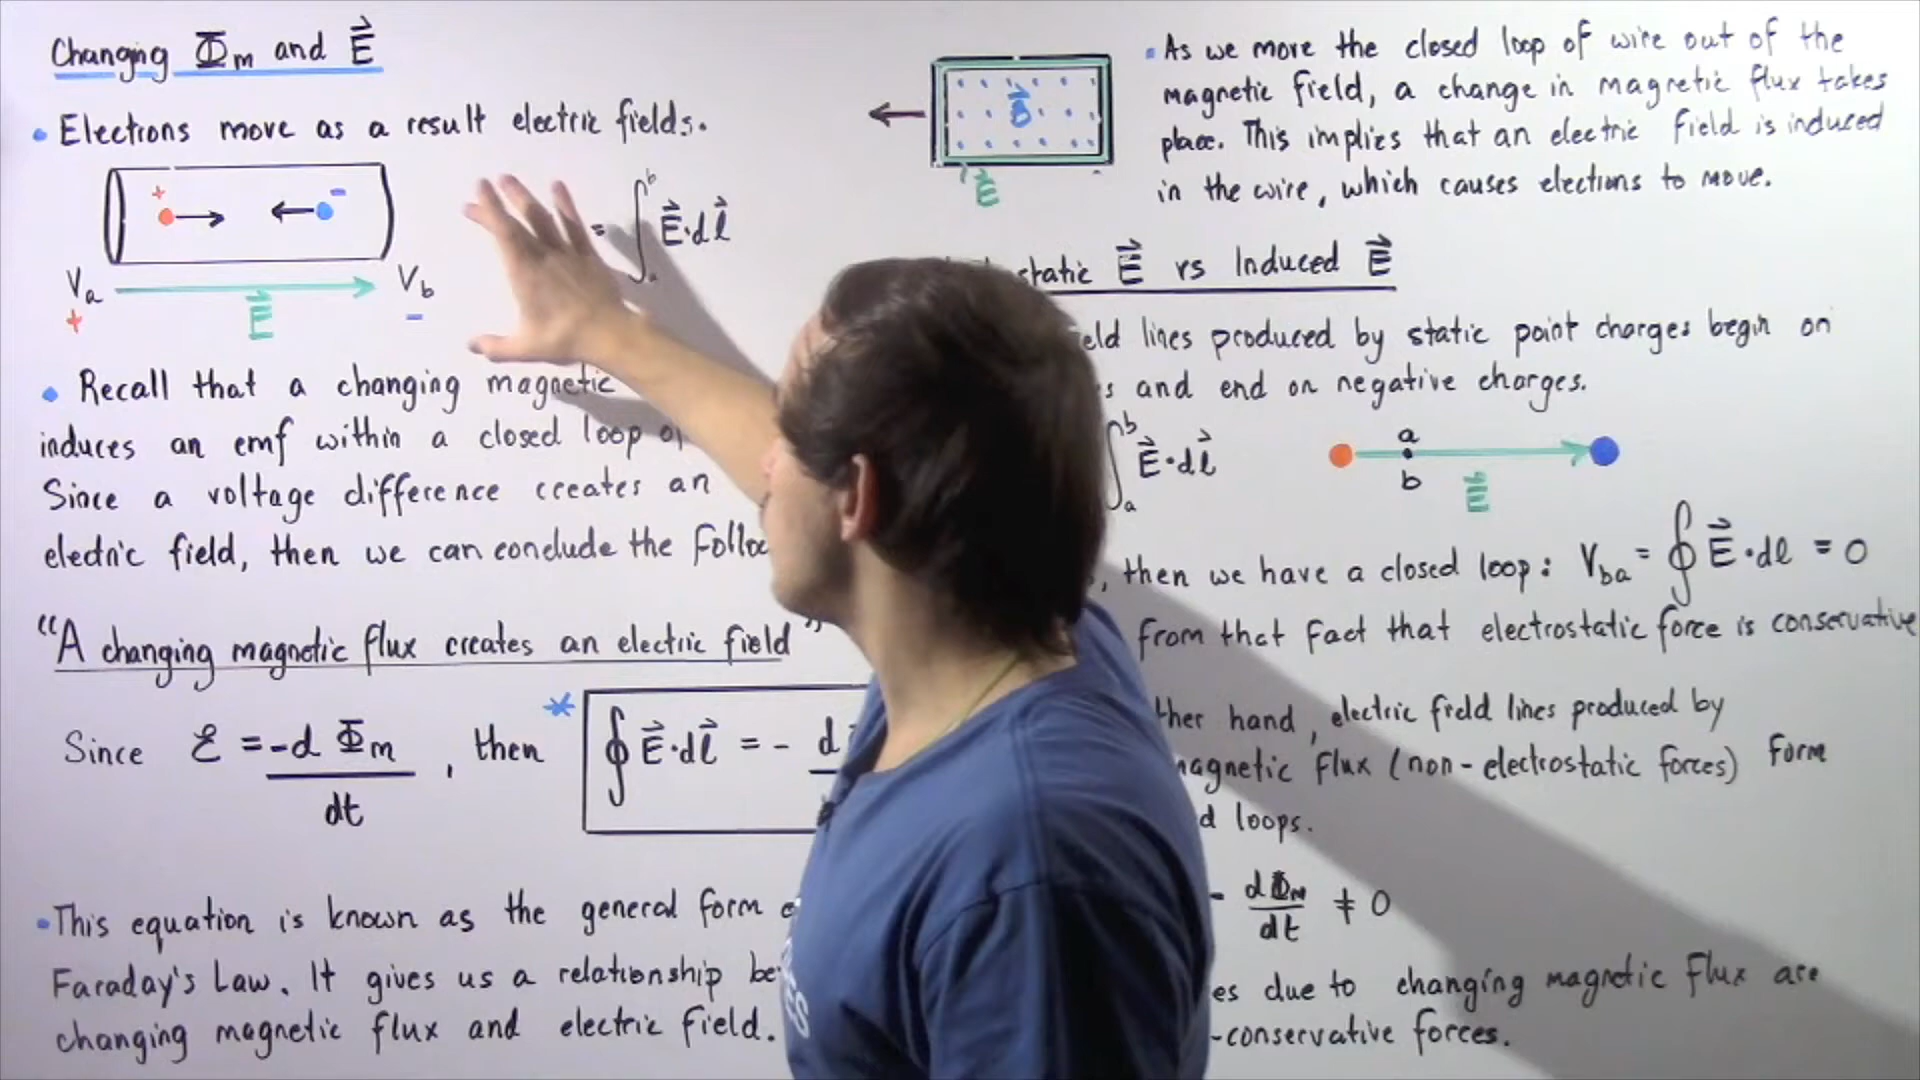 Changing Φm and E⃗
• Electrons move as a result electric fields.
+ -
= ∫ b E⃗·dl⃗
Va Vb
+ E⃗ -
• Recall that a changing magnetic
induces an emf within a closed loop
Since a voltage difference creates an
electric field, then we can conclude the
"A changing magnetic flux creates an electric field"
Since ℰ = -dΦm/dt , then * ∮E⃗·dl⃗ = - d
• This equation is known as the general form
Faraday's Law. It gives us a relationship
changing magnetic flux and electric field.
B⃗
E⃗
• As we move the closed loop of wire out of the
magnetic field, a change in magnetic flux takes
place. This implies that an electric field is induced
in the wire, which causes electrons to move.
E⃗ vs Induced E⃗
lines produced by static point charges begin on
and end on negative charges.
∫ab E⃗·dl⃗
a
b
E⃗
, then we have a closed loop: Vba = ∮E⃗·dl = 0
from that fact that electrostatic force is conservative
hand, electric field lines produced by
magnetic flux (non-electrostatic forces) form
loops.
- dΦm/dt ≠ 0
due to changing magnetic flux are
-conservative forces.